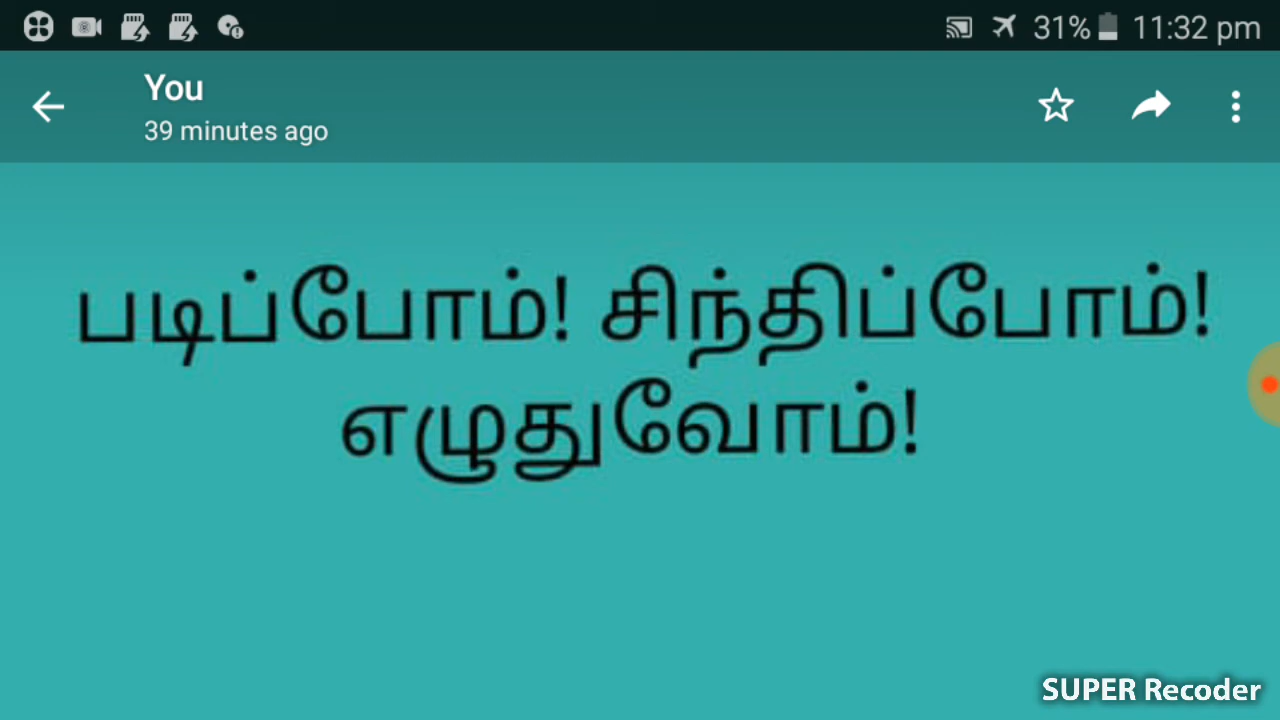 31% 11:32 pm
You
39 minutes ago
படிப்போம்! சிந்திப்போம்!
எழுதுவோம்!
SUPER Recoder